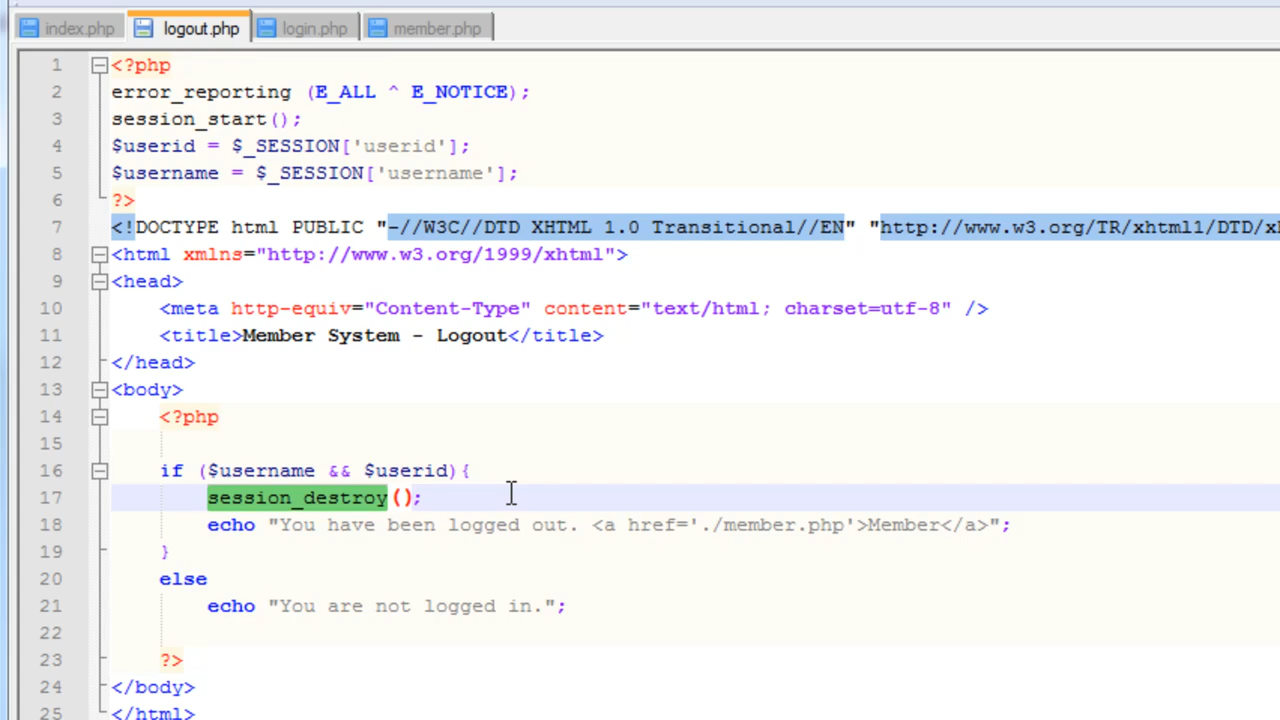 index.php logout.php login.php member.php
1 <?php
2 error_reporting (E_ALL ^ E_NOTICE);
3 session_start();
4 $userid = $_SESSION['userid'];
5 $username = $_SESSION['username'];
6 ?>
7 <!DOCTYPE html PUBLIC "-//W3C//DTD XHTML 1.0 Transitional//EN" "http://www.w3.org/TR/xhtml1/DTD/xh
8 <html xmlns="http://www.w3.org/1999/xhtml">
9 <head>
10 <meta http-equiv="Content-Type" content="text/html; charset=utf-8" />
11 <title>Member System - Logout</title>
12 </head>
13 <body>
14 <?php
15
16 if ($username && $userid){
17 session_destroy();
18 echo "You have been logged out. <a href='./member.php'>Member</a>";
19 }
20 else
21 echo "You are not logged in.";
22
23 ?>
24 </body>
25 </html>